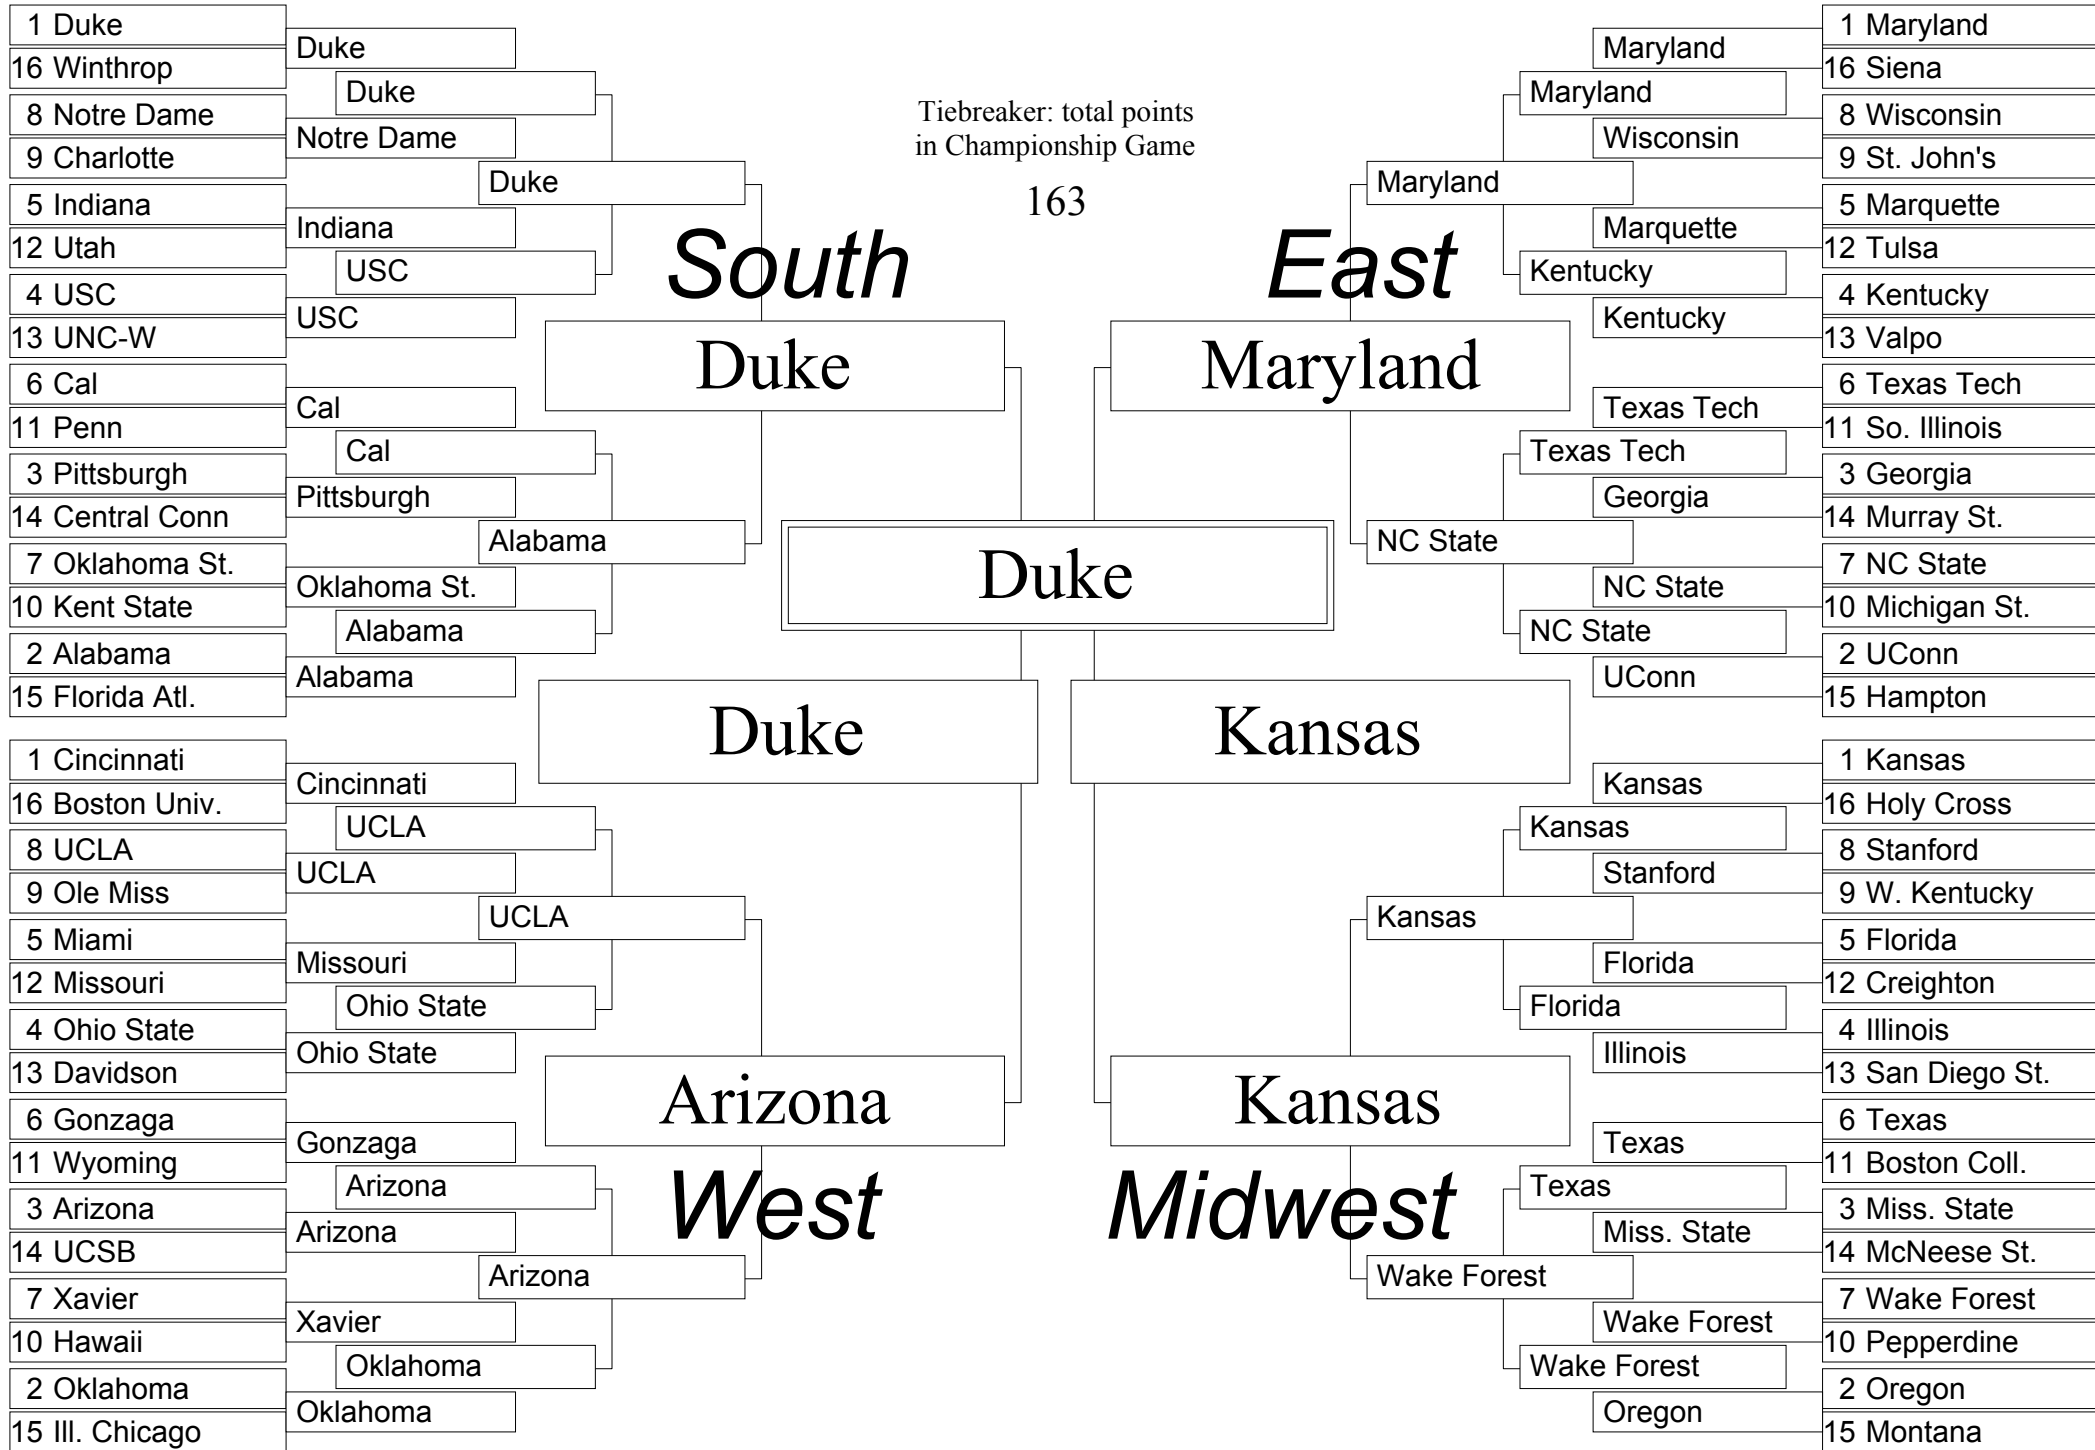 1 Duke
16 Winthrop
8 Notre Dame
9 Charlotte
5 Indiana
12 Utah
4 USC
13 UNC-W
6 Cal
11 Penn
3 Pittsburgh
14 Central Conn
7 Oklahoma St.
10 Kent State
2 Alabama
15 Florida Atl.
Duke
Notre Dame
Indiana
USC
Cal
Pittsburgh
Oklahoma St.
Alabama
Duke
USC
Cal
Alabama
Duke
Alabama
South
Duke
1 Cincinnati
16 Boston Univ.
8 UCLA
9 Ole Miss
5 Miami
12 Missouri
4 Ohio State
13 Davidson
6 Gonzaga
11 Wyoming
3 Arizona
14 UCSB
7 Xavier
10 Hawaii
2 Oklahoma
15 Ill. Chicago
Cincinnati
UCLA
Missouri
Ohio State
Gonzaga
Arizona
Xavier
Oklahoma
UCLA
Ohio State
Arizona
Oklahoma
UCLA
Arizona
Arizona
West
Tiebreaker: total points
in Championship Game
163
Duke
Duke
Kansas
East
Maryland
Maryland
NC State
Maryland
Kentucky
Texas Tech
NC State
Maryland
Wisconsin
Marquette
Kentucky
Texas Tech
Georgia
NC State
UConn
1 Maryland
16 Siena
8 Wisconsin
9 St. John's
5 Marquette
12 Tulsa
4 Kentucky
13 Valpo
6 Texas Tech
11 So. Illinois
3 Georgia
14 Murray St.
7 NC State
10 Michigan St.
2 UConn
15 Hampton
Kansas
Midwest
Kansas
Wake Forest
Kansas
Florida
Texas
Wake Forest
Kansas
Stanford
Florida
Illinois
Texas
Miss. State
Wake Forest
Oregon
1 Kansas
16 Holy Cross
8 Stanford
9 W. Kentucky
5 Florida
12 Creighton
4 Illinois
13 San Diego St.
6 Texas
11 Boston Coll.
3 Miss. State
14 McNeese St.
7 Wake Forest
10 Pepperdine
2 Oregon
15 Montana